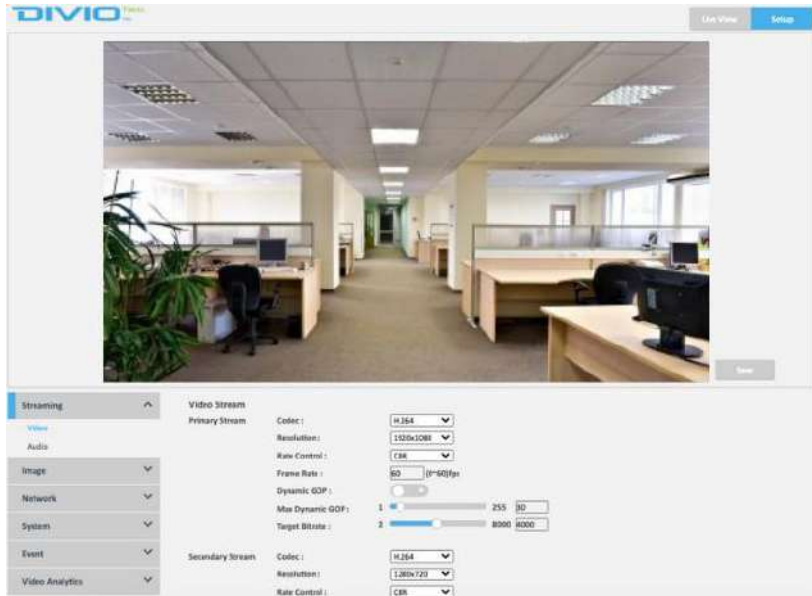 DIVIO
Live View
Setup
Save
Streaming
Video
Audio
Image
Network
System
Event
Video Analytics
Video Stream
Primary Stream
Codec :
H.264
Resolution :
1920x1080
Rate Control :
CBR
Frame Rate :
60
fps
Dynamic GOP :
Max Dynamic GOP :
1
255
30
Target Bitrate :
2
8000
4000
Secondary Stream
Codec :
H.264
Resolution :
1280x720
Rate Control :
CBR